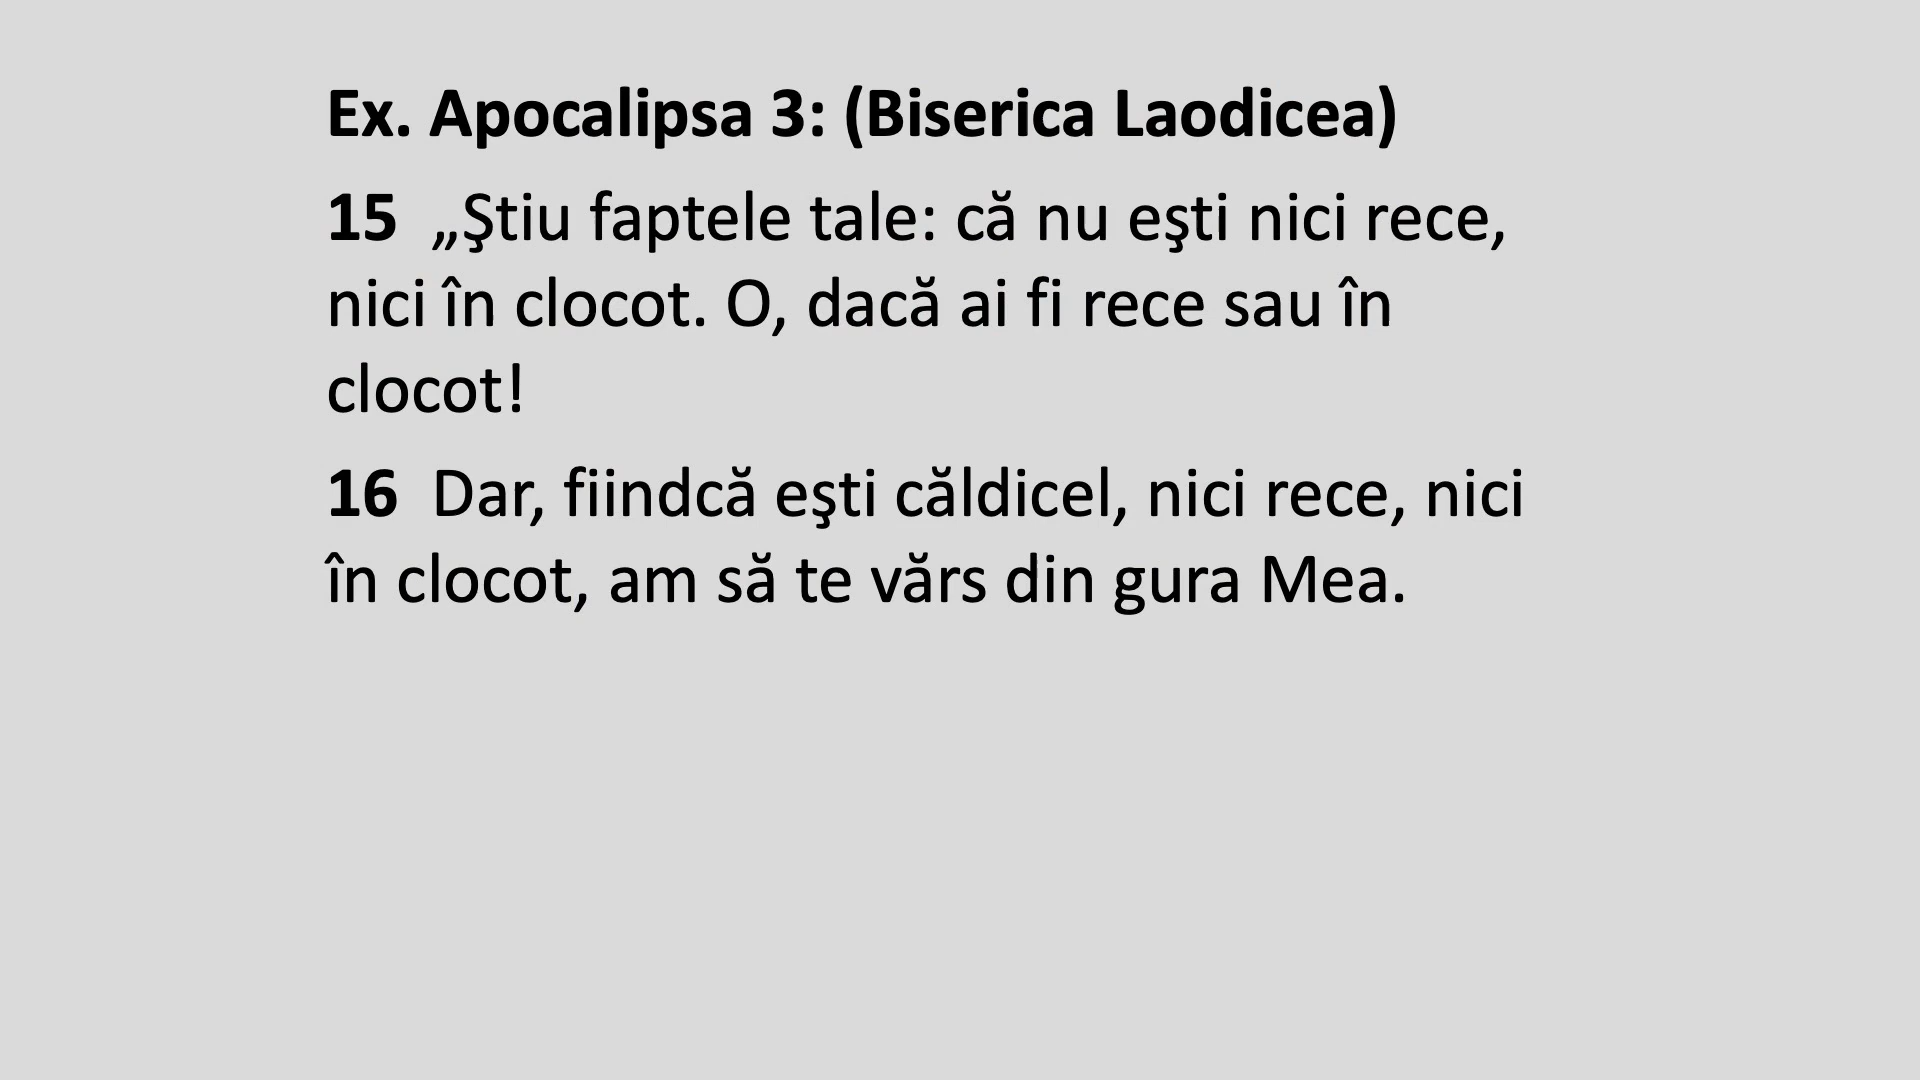 Ex. Apocalipsa 3: (Biserica Laodicea)
15 „Ştiu faptele tale: că nu eşti nici rece,
nici în clocot. O, dacă ai fi rece sau în
clocot!
16 Dar, fiindcă eşti căldicel, nici rece, nici
în clocot, am să te vărs din gura Mea.